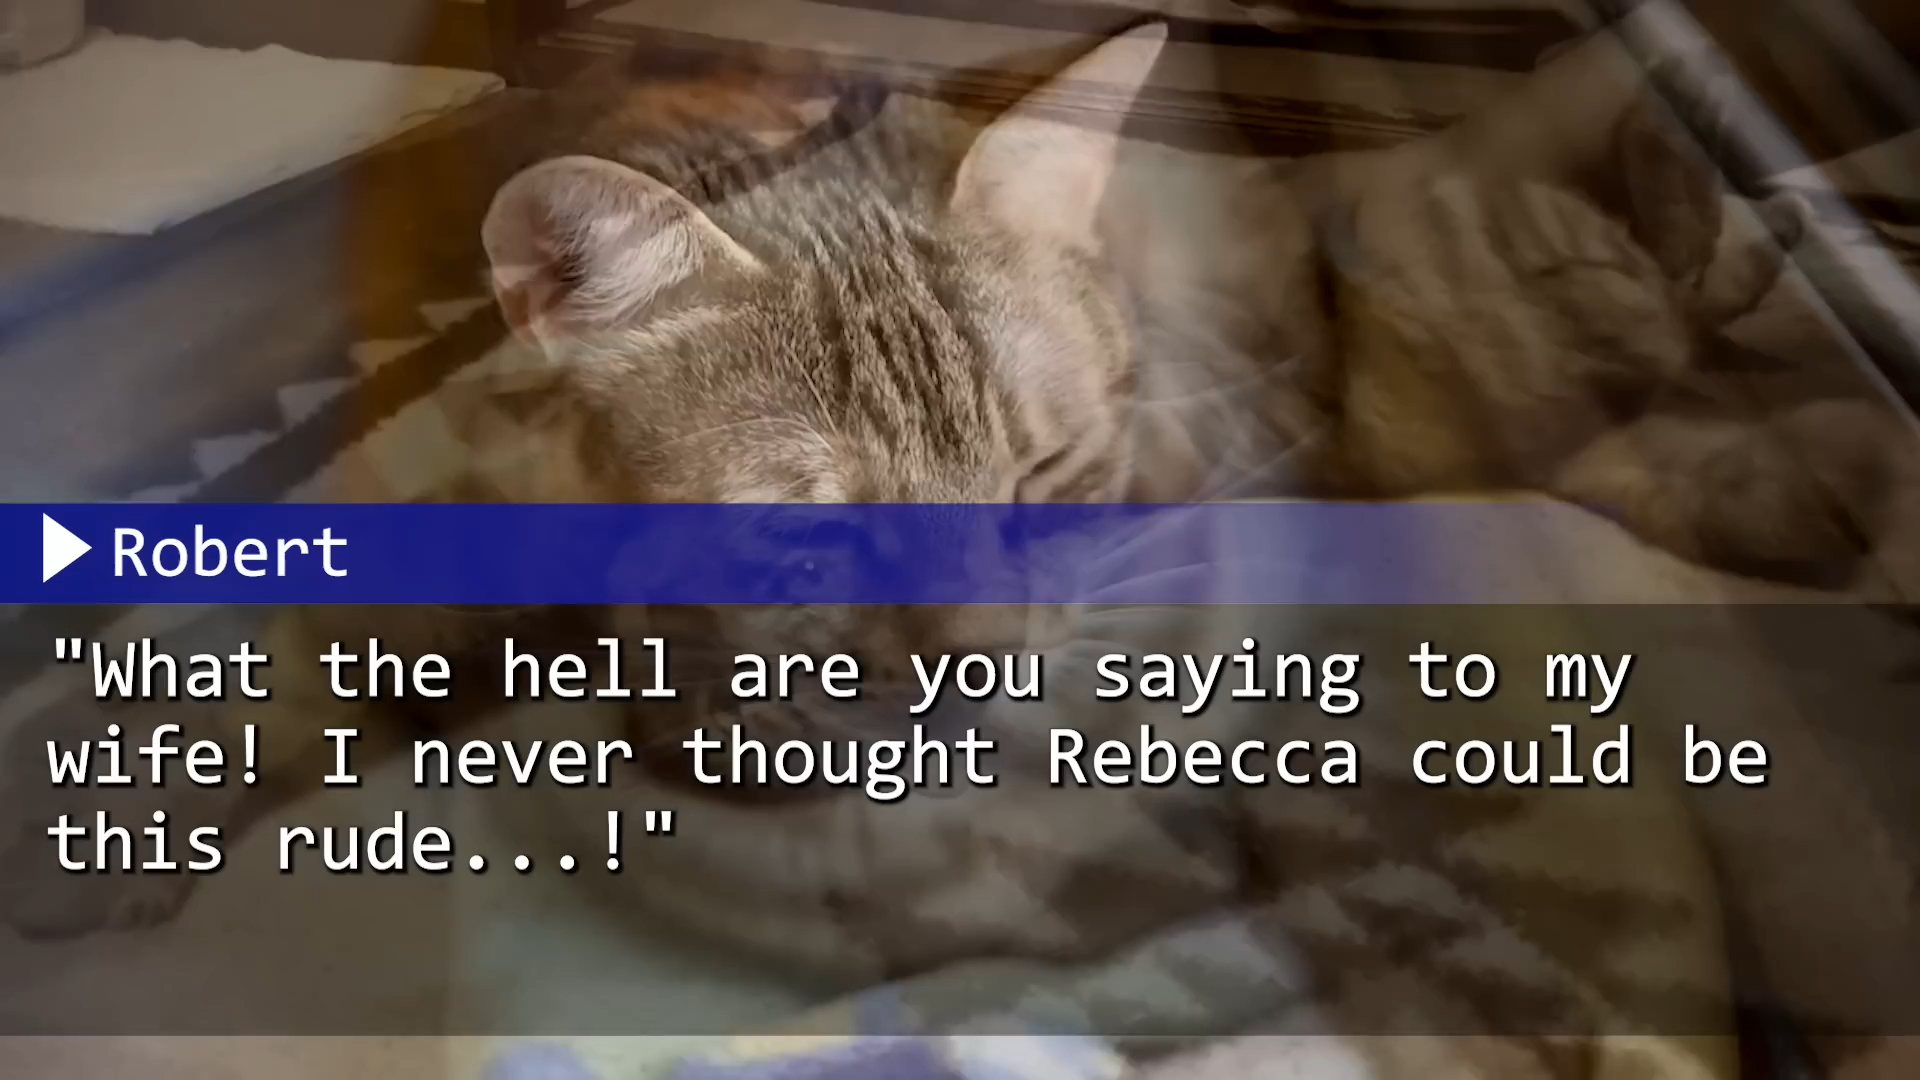 Robert
"What the hell are you saying to my
wife! I never thought Rebecca could be
this rude...!"